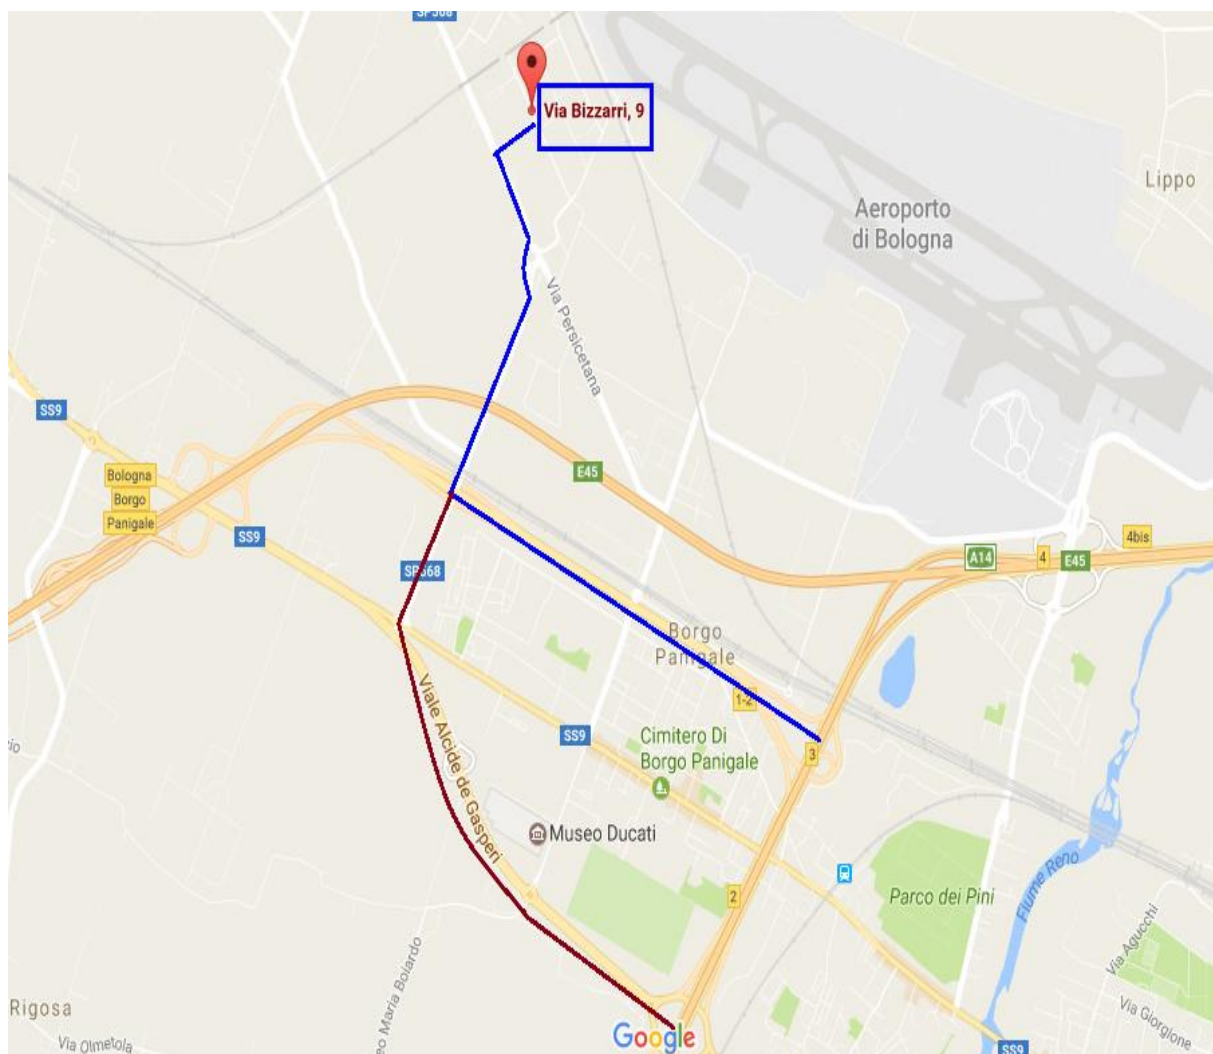 SP568
Via Bizzarri, 9
Lippo
Aeroporto
di Bologna
Via Persicetana
SS9
E45
Bologna
Borgo
Panigale
SS9
A14
4
E45
4bis
SP568
Borgo
Panigale
1-2
Viale Alcide de Gasperi
SS9
Cimitero Di
Borgo Panigale
3
Museo Ducati
2
Parco dei Pini
Fiume Reno
Via Agucchi
Via Giorgione
Maria Boiardo
Rigosa
Via Olmetola
Google
SS9